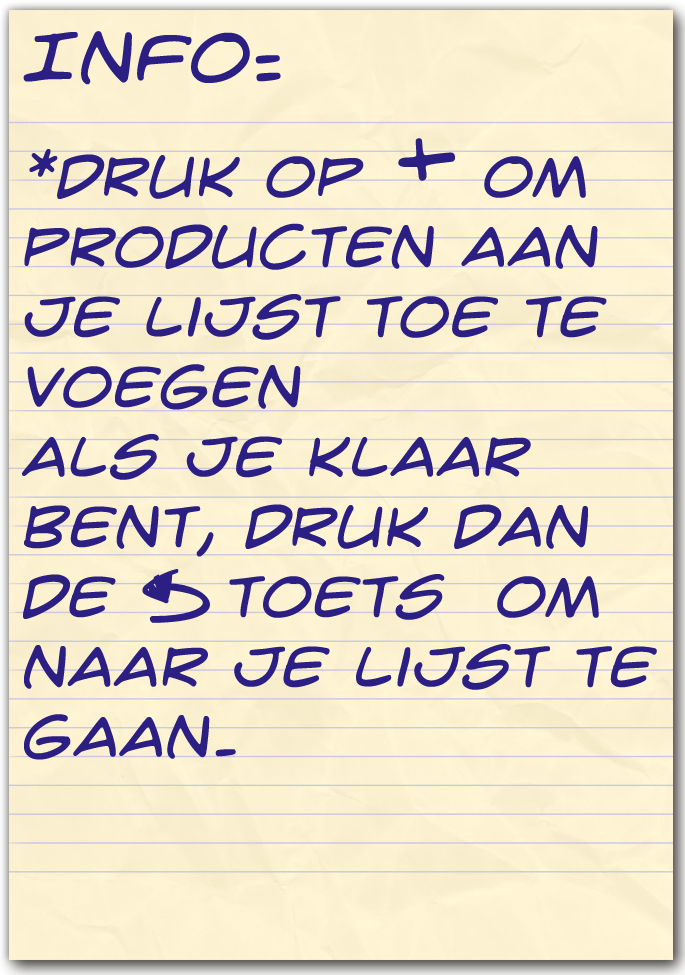 INFO:
*DRUK OP + OM
PRODUCTEN AAN
JE LIJST TOE TE
VOEGEN
ALS JE KLAAR
BENT, DRUK DAN
DE TOETS OM
NAAR JE LIJST TE
GAAN.